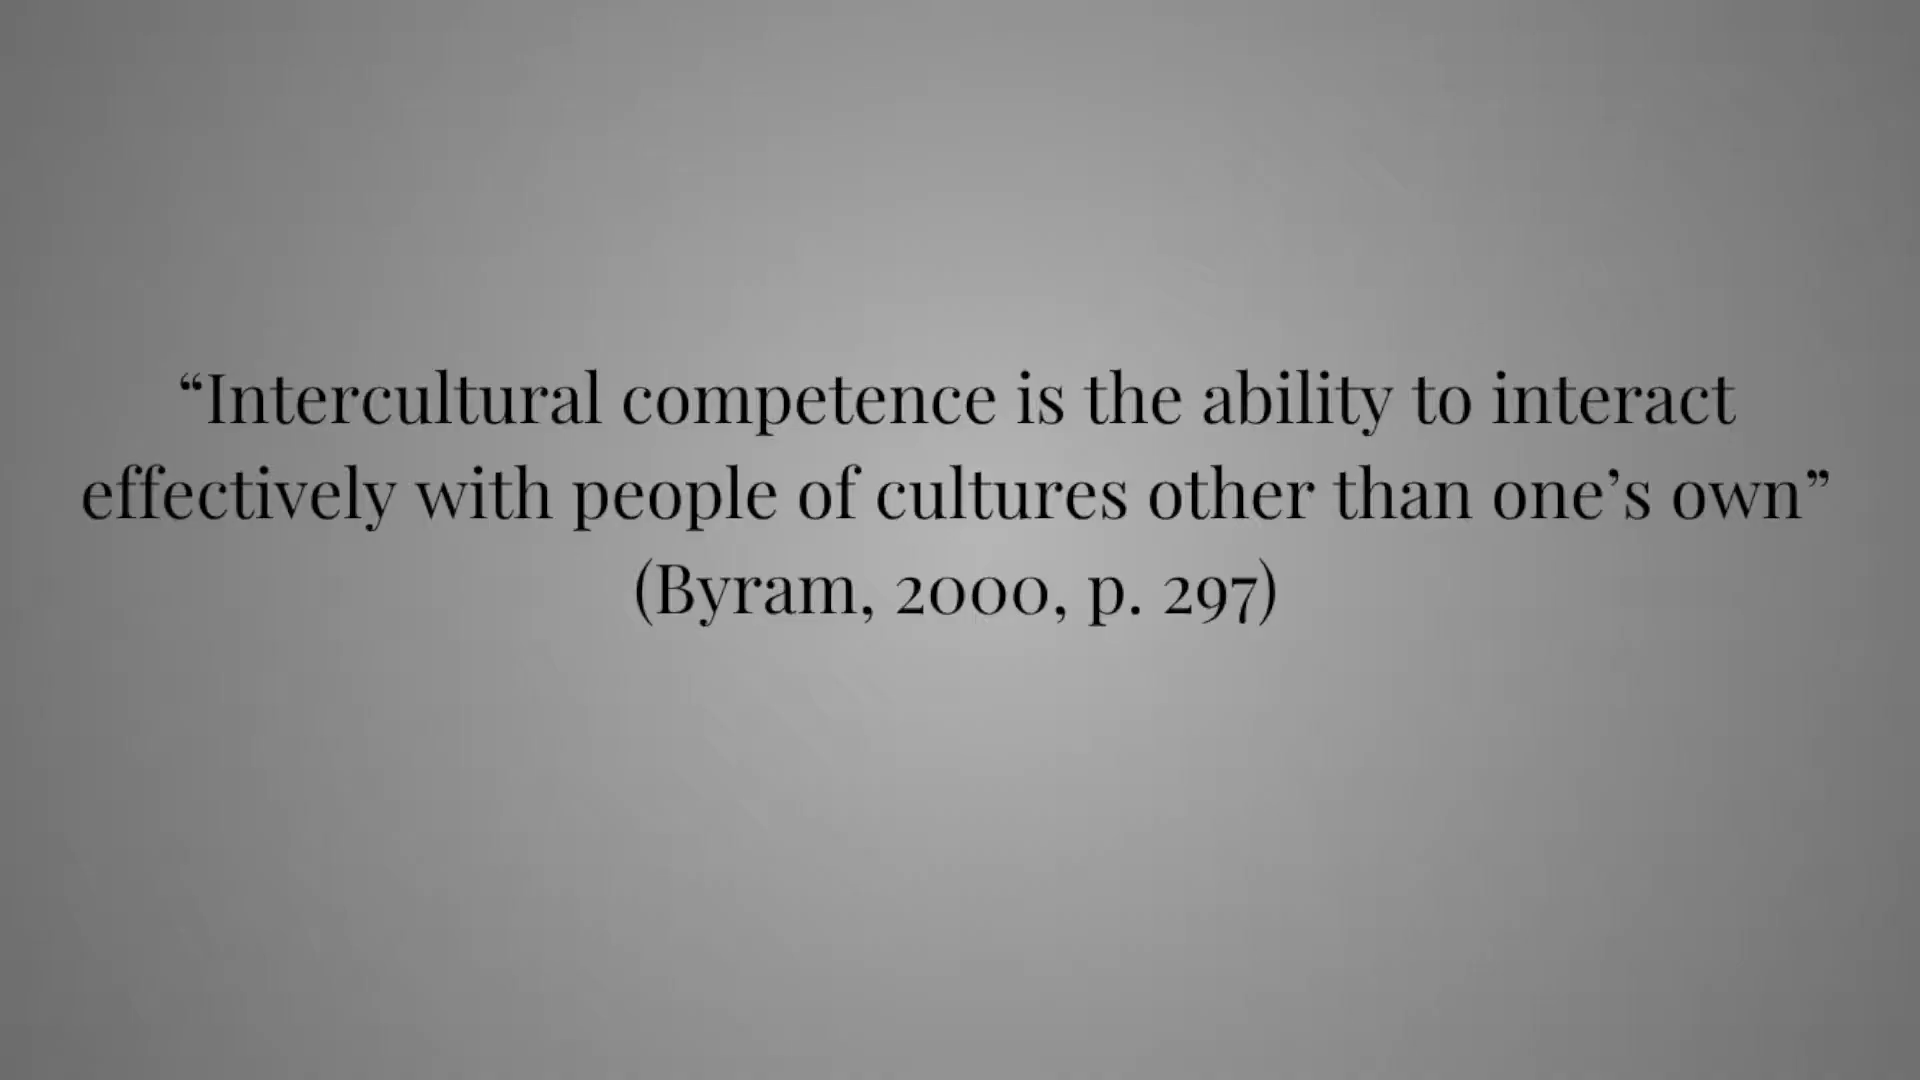 “Intercultural competence is the ability to interact
effectively with people of cultures other than one’s own”
(Byram, 2000, p. 297)